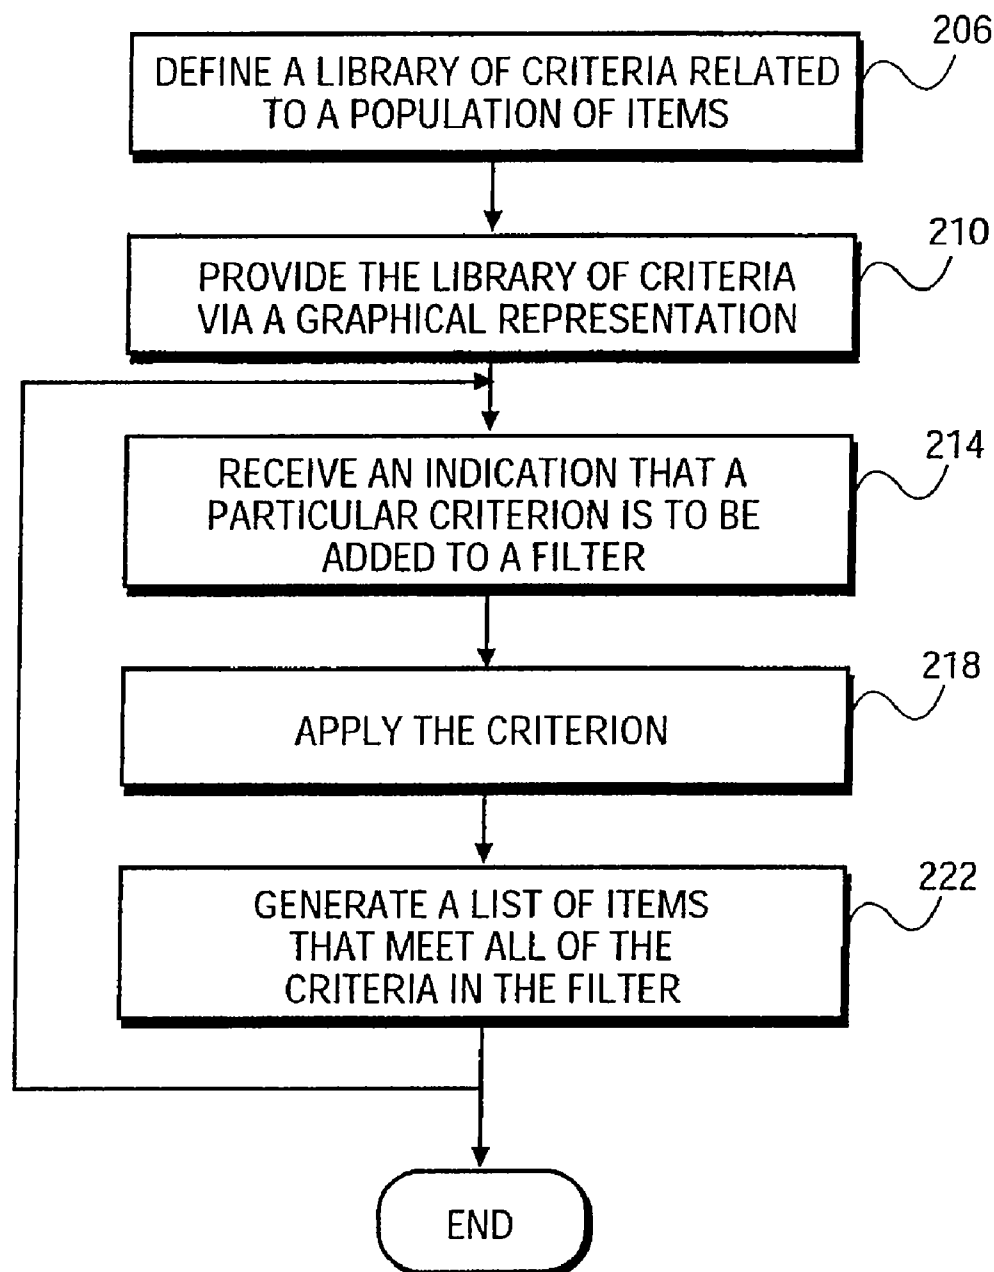 206
DEFINE A LIBRARY OF CRITERIA RELATED
TO A POPULATION OF ITEMS
210
PROVIDE THE LIBRARY OF CRITERIA
VIA A GRAPHICAL REPRESENTATION
214
RECEIVE AN INDICATION THAT A
PARTICULAR CRITERION IS TO BE
ADDED TO A FILTER
218
APPLY THE CRITERION
222
GENERATE A LIST OF ITEMS
THAT MEET ALL OF THE
CRITERIA IN THE FILTER
END